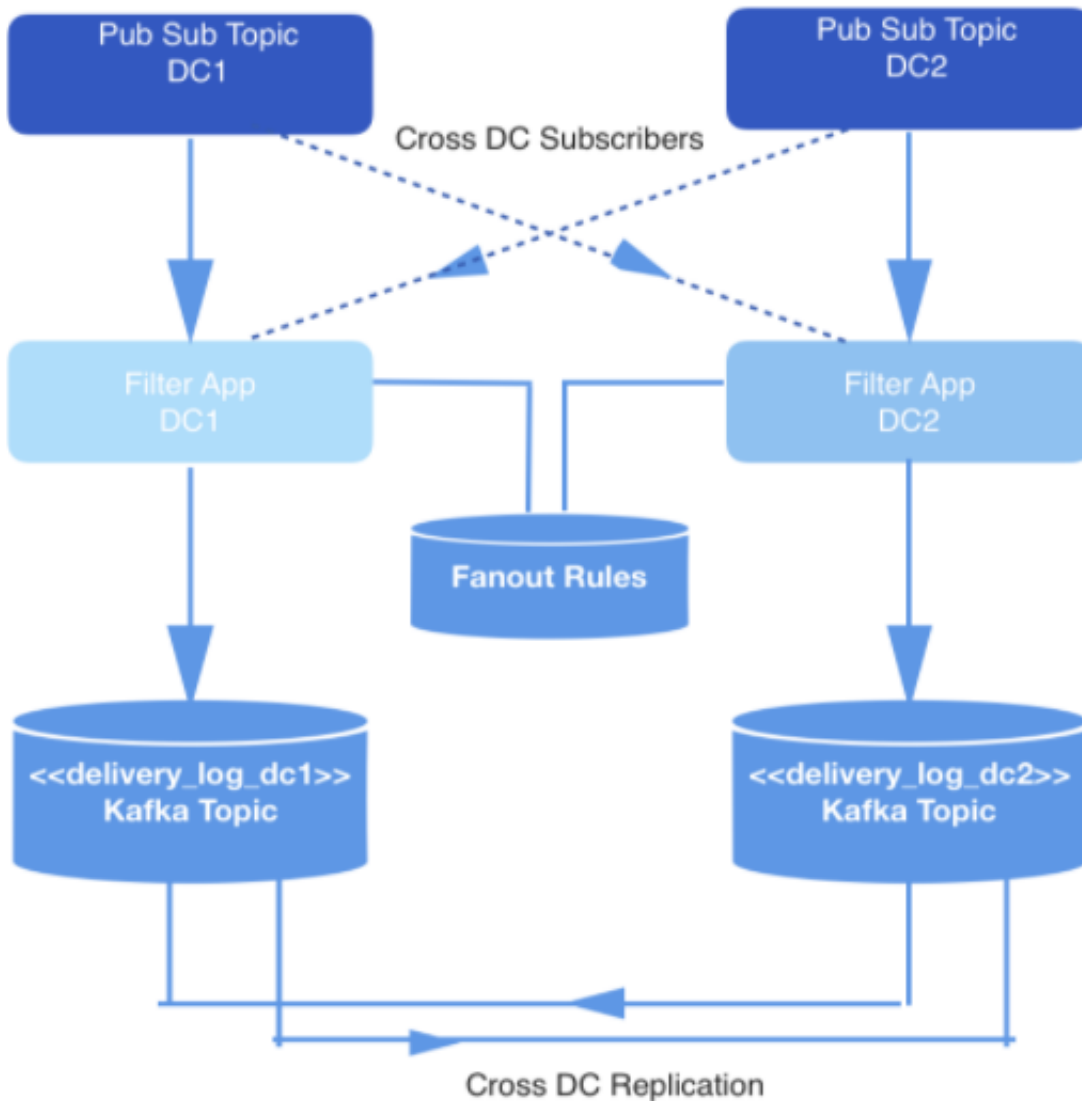 Pub Sub Topic
DC1
Pub Sub Topic
DC2
Cross DC Subscribers
Filter App
DC1
Filter App
DC2
Fanout Rules
<<delivery_log_dc1>>
Kafka Topic
<<delivery_log_dc2>>
Kafka Topic
Cross DC Replication